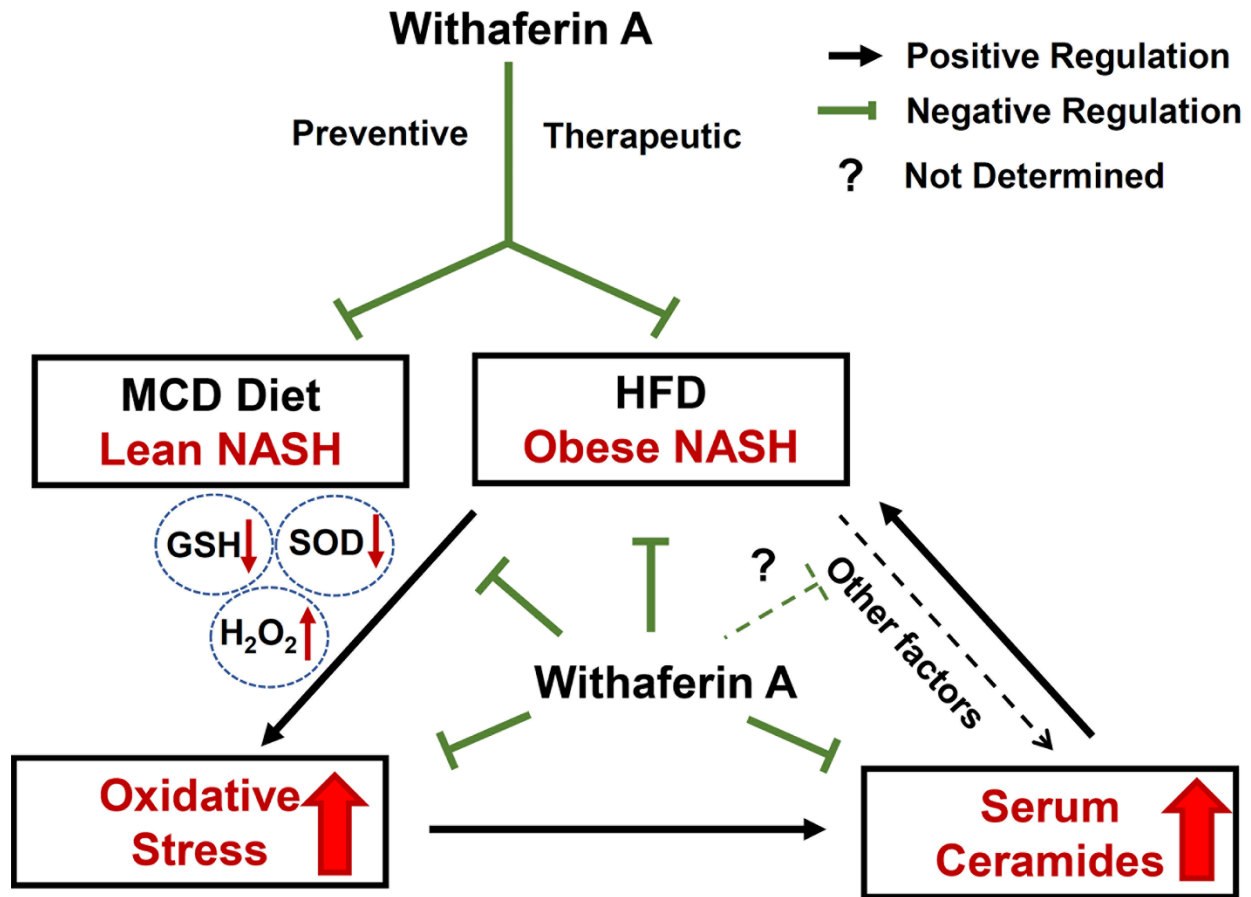 Withaferin A
Preventive
Therapeutic
Positive Regulation
Negative Regulation
? Not Determined
MCD Diet
Lean NASH
HFD
Obese NASH
GSH
SOD
H₂O₂
?
Other factors
Withaferin A
Oxidative
Stress
Serum
Ceramides